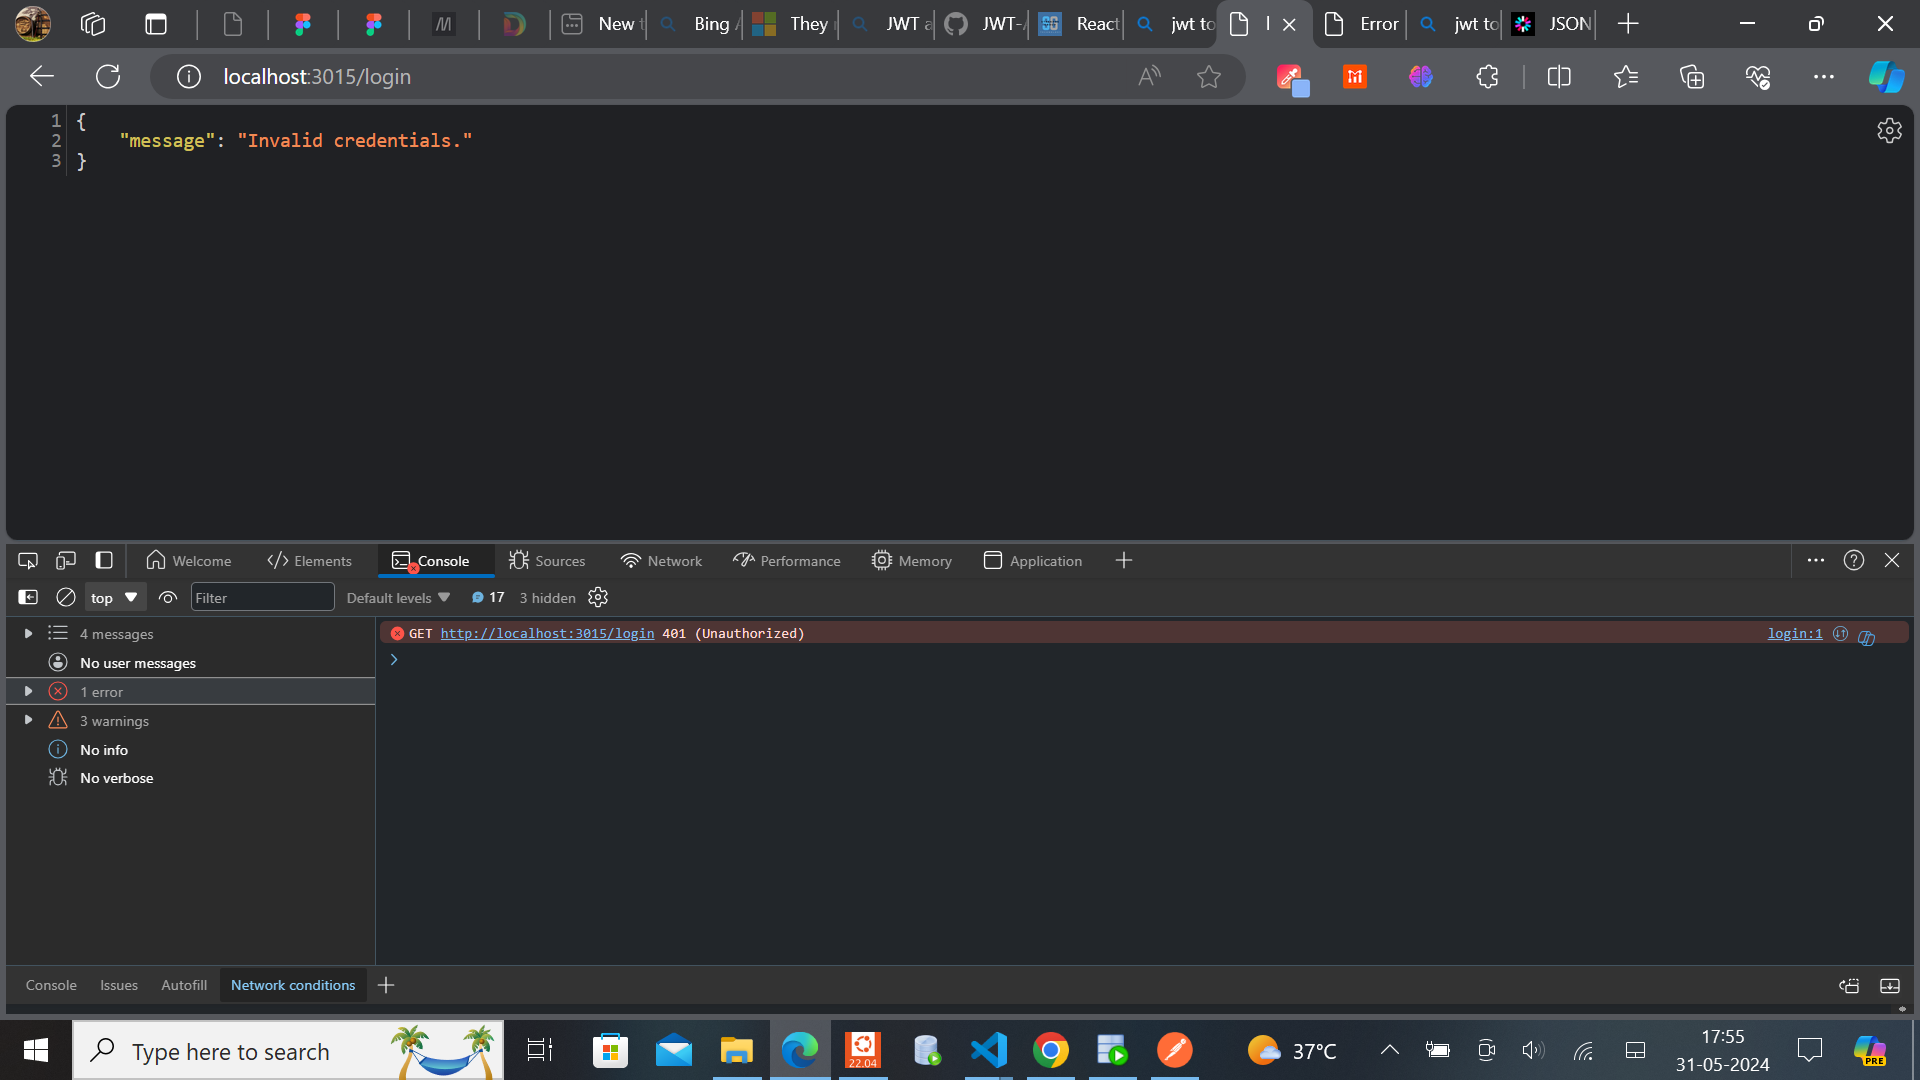 New t
Bing A
They
JWT a
JWT-
React
jwt to
l
Error
jwt to
JSON
localhost:3015/login
1 {
2 "message": "Invalid credentials."
3 }
Welcome
Elements
Console
Sources
Network
Performance
Memory
Application
top
Filter
Default levels
17
3 hidden
4 messages
No user messages
1 error
3 warnings
No info
No verbose
GET http://localhost:3015/login 401 (Unauthorized)
login:1
Console
Issues
Autofill
Network conditions
Type here to search
22.04
37°C
17:55
31-05-2024
PRE